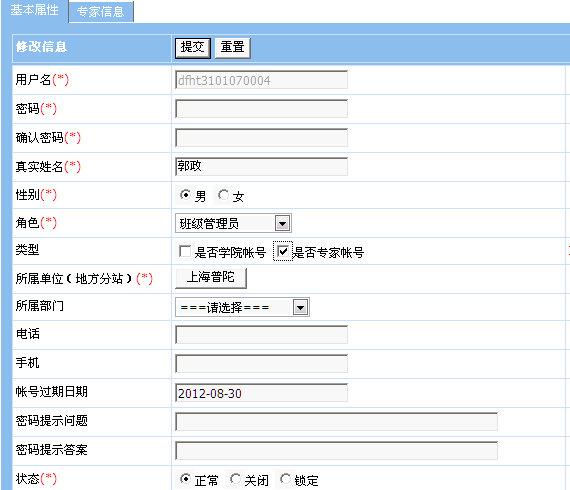 基本属性 专家信息
修改信息 提交 重置
用户名(*) dfht3101070004
密码(*)
确认密码(*)
真实姓名(*) 郭政
性别(*) 男 女
角色(*) 班级管理员
类型 是否学院帐号 是否专家帐号
所属单位(地方分站)(*) 上海普陀
所属部门 ===请选择===
电话
手机
帐号过期日期 2012-08-30
密码提示问题
密码提示答案
状态(*) 正常 关闭 锁定